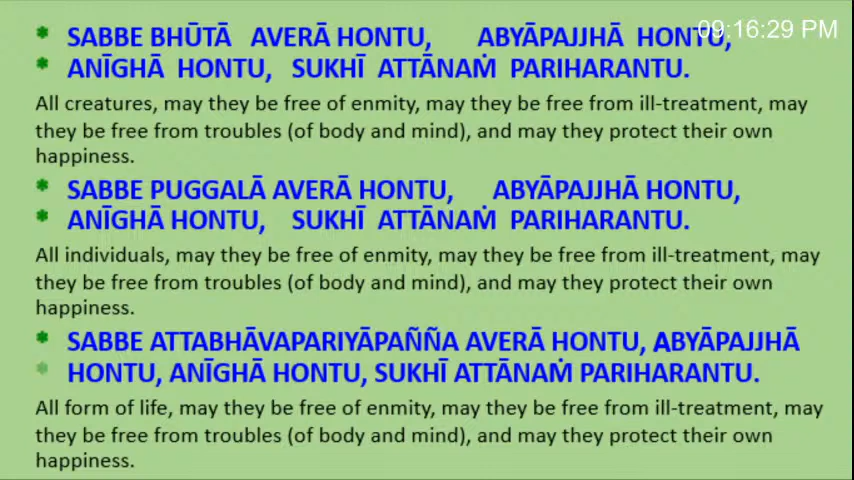 09:16:29 PM
SABBE BHŪTĀ AVERĀ HONTU, ABYĀPAJJHĀ HONTU,
ANĪGHĀ HONTU, SUKHĪ ATTĀNAṀ PARIHARANTU.
All creatures, may they be free of enmity, may they be free from ill-treatment, may
they be free from troubles (of body and mind), and may they protect their own
happiness.
SABBE PUGGALĀ AVERĀ HONTU, ABYĀPAJJHĀ HONTU,
ANĪGHĀ HONTU, SUKHĪ ATTĀNAṀ PARIHARANTU.
All individuals, may they be free of enmity, may they be free from ill-treatment, may
they be free from troubles (of body and mind), and may they protect their own
happiness.
SABBE ATTABHĀVAPARIYĀPAÑÑA AVERĀ HONTU, ABYĀPAJJHĀ
HONTU, ANĪGHĀ HONTU, SUKHĪ ATTĀNAṀ PARIHARANTU.
All form of life, may they be free of enmity, may they be free from ill-treatment, may
they be free from troubles (of body and mind), and may they protect their own
happiness.